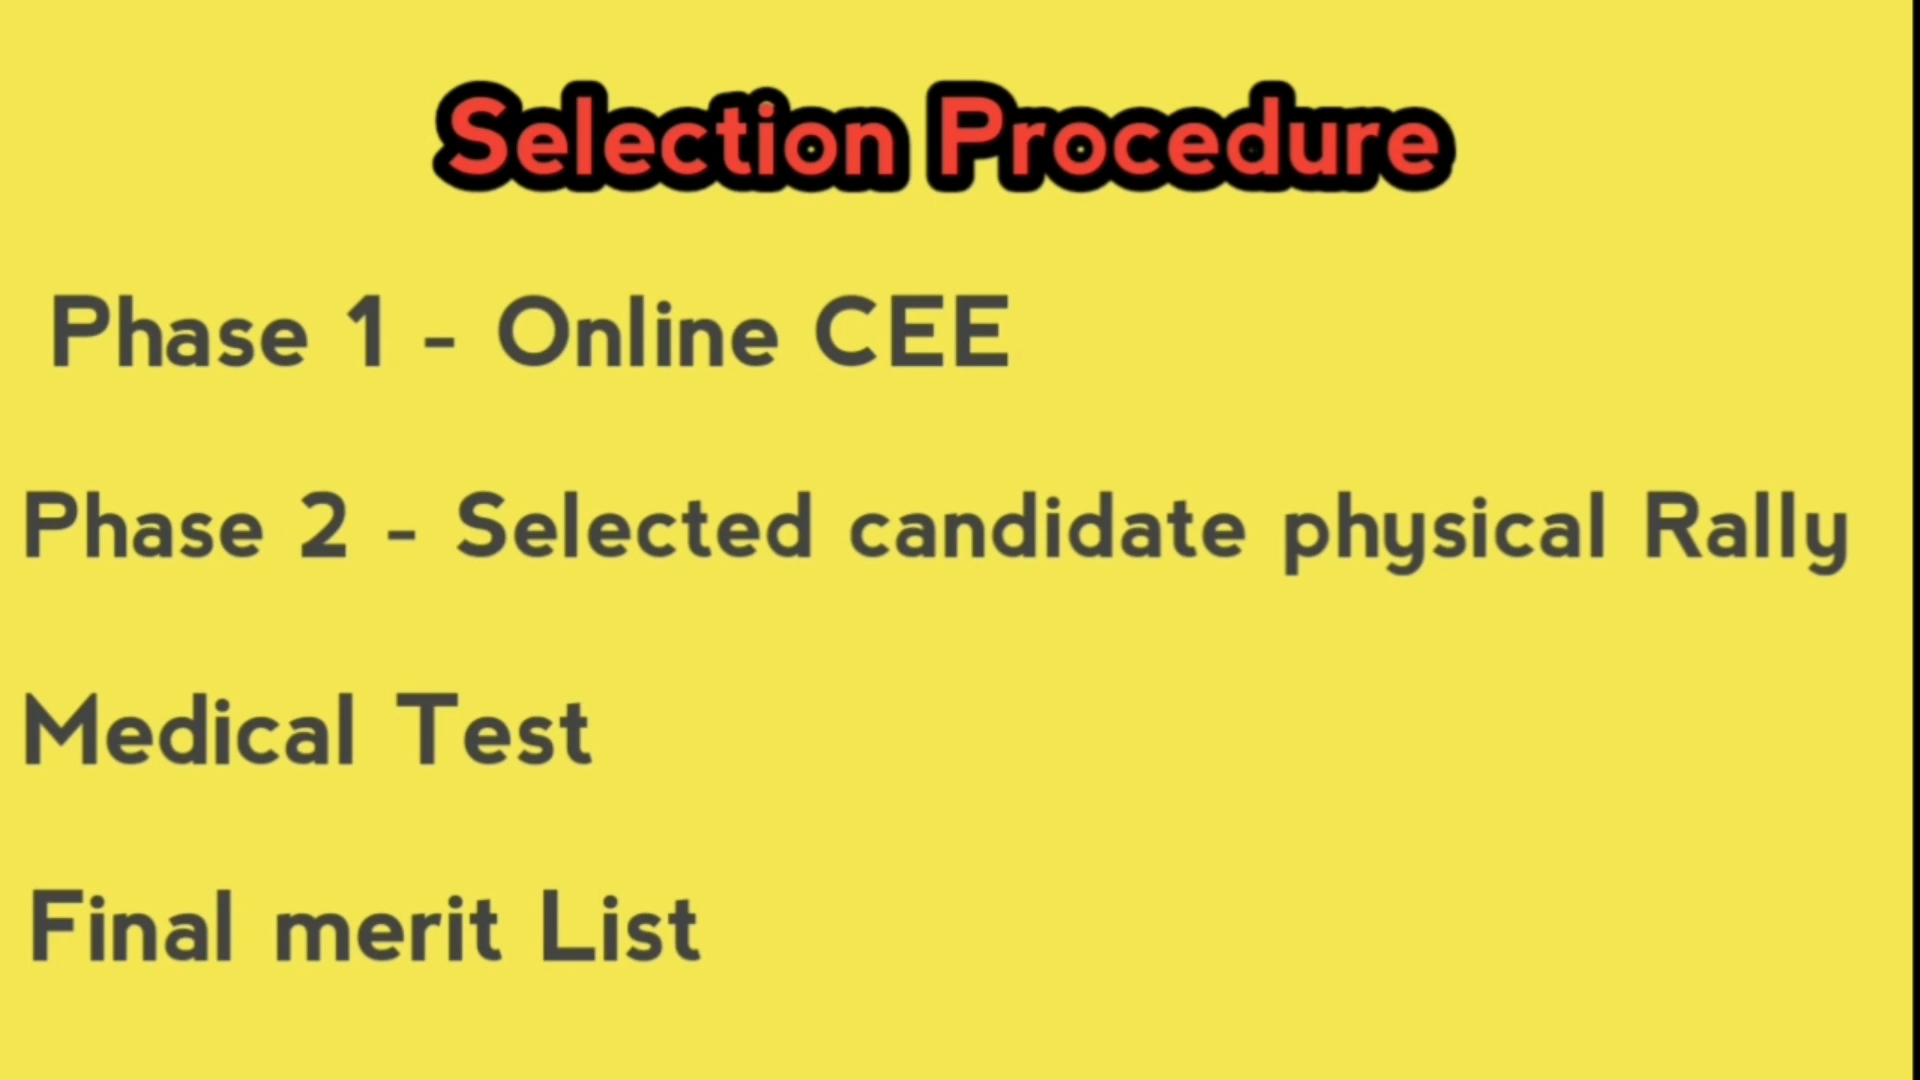 Selection Procedure
Phase 1 - Online CEE
Phase 2 - Selected candidate physical Rally
Medical Test
Final merit List